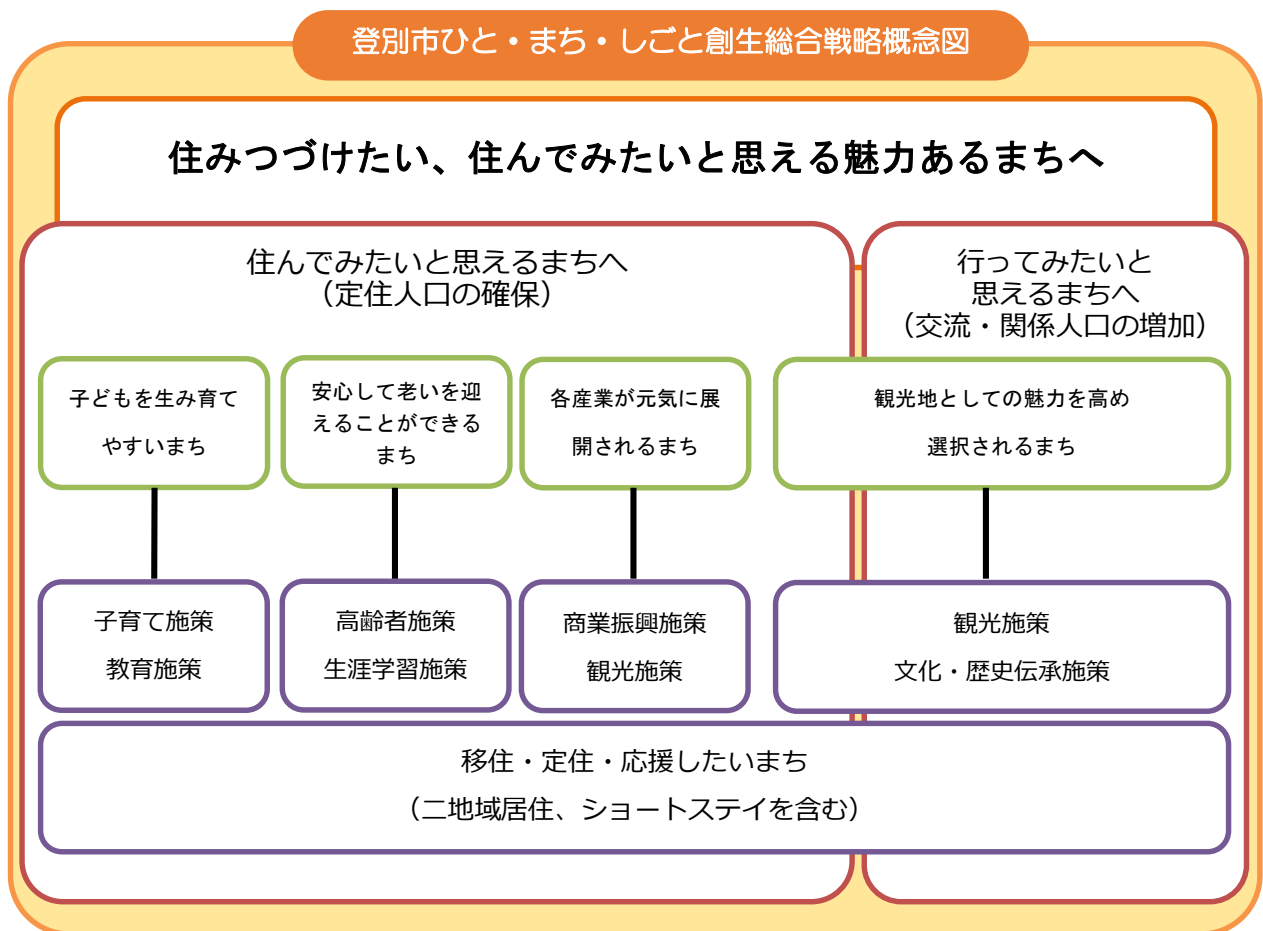 登別市ひと・まち・しごと創生総合戦略概念図
住みつづけたい、住んでみたいと思える魅力あるまちへ
住んでみたいと思えるまちへ
（定住人口の確保）
行ってみたいと
思えるまちへ
（交流・関係人口の増加）
子どもを生み育て
やすいまち
安心して老いを迎
えることができる
まち
各産業が元気に展
開されるまち
観光地としての魅力を高め
選択されるまち
子育て施策
教育施策
高齢者施策
生涯学習施策
商業振興施策
観光施策
観光施策
文化・歴史伝承施策
移住・定住・応援したいまち
（二地域居住、ショートステイを含む）